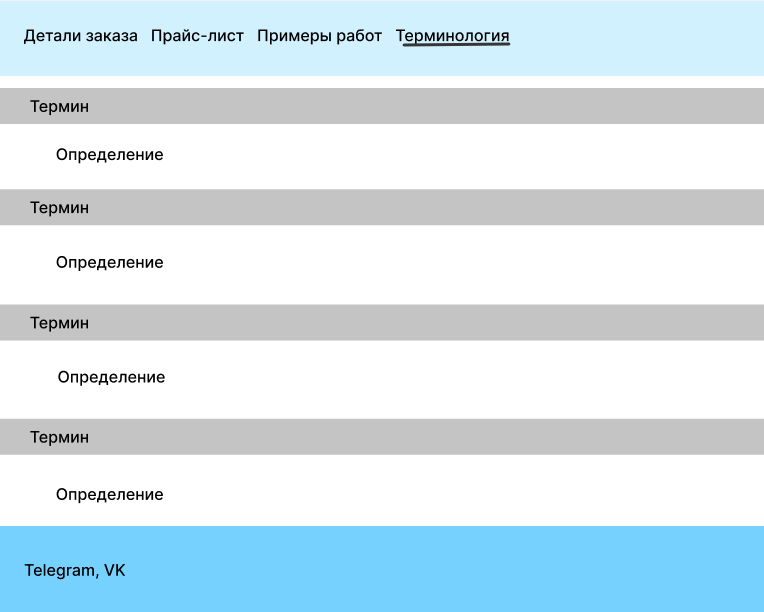 Детали заказа Прайс-лист Примеры работ Терминология
Термин
Определение
Термин
Определение
Термин
Определение
Термин
Определение
Telegram, VK